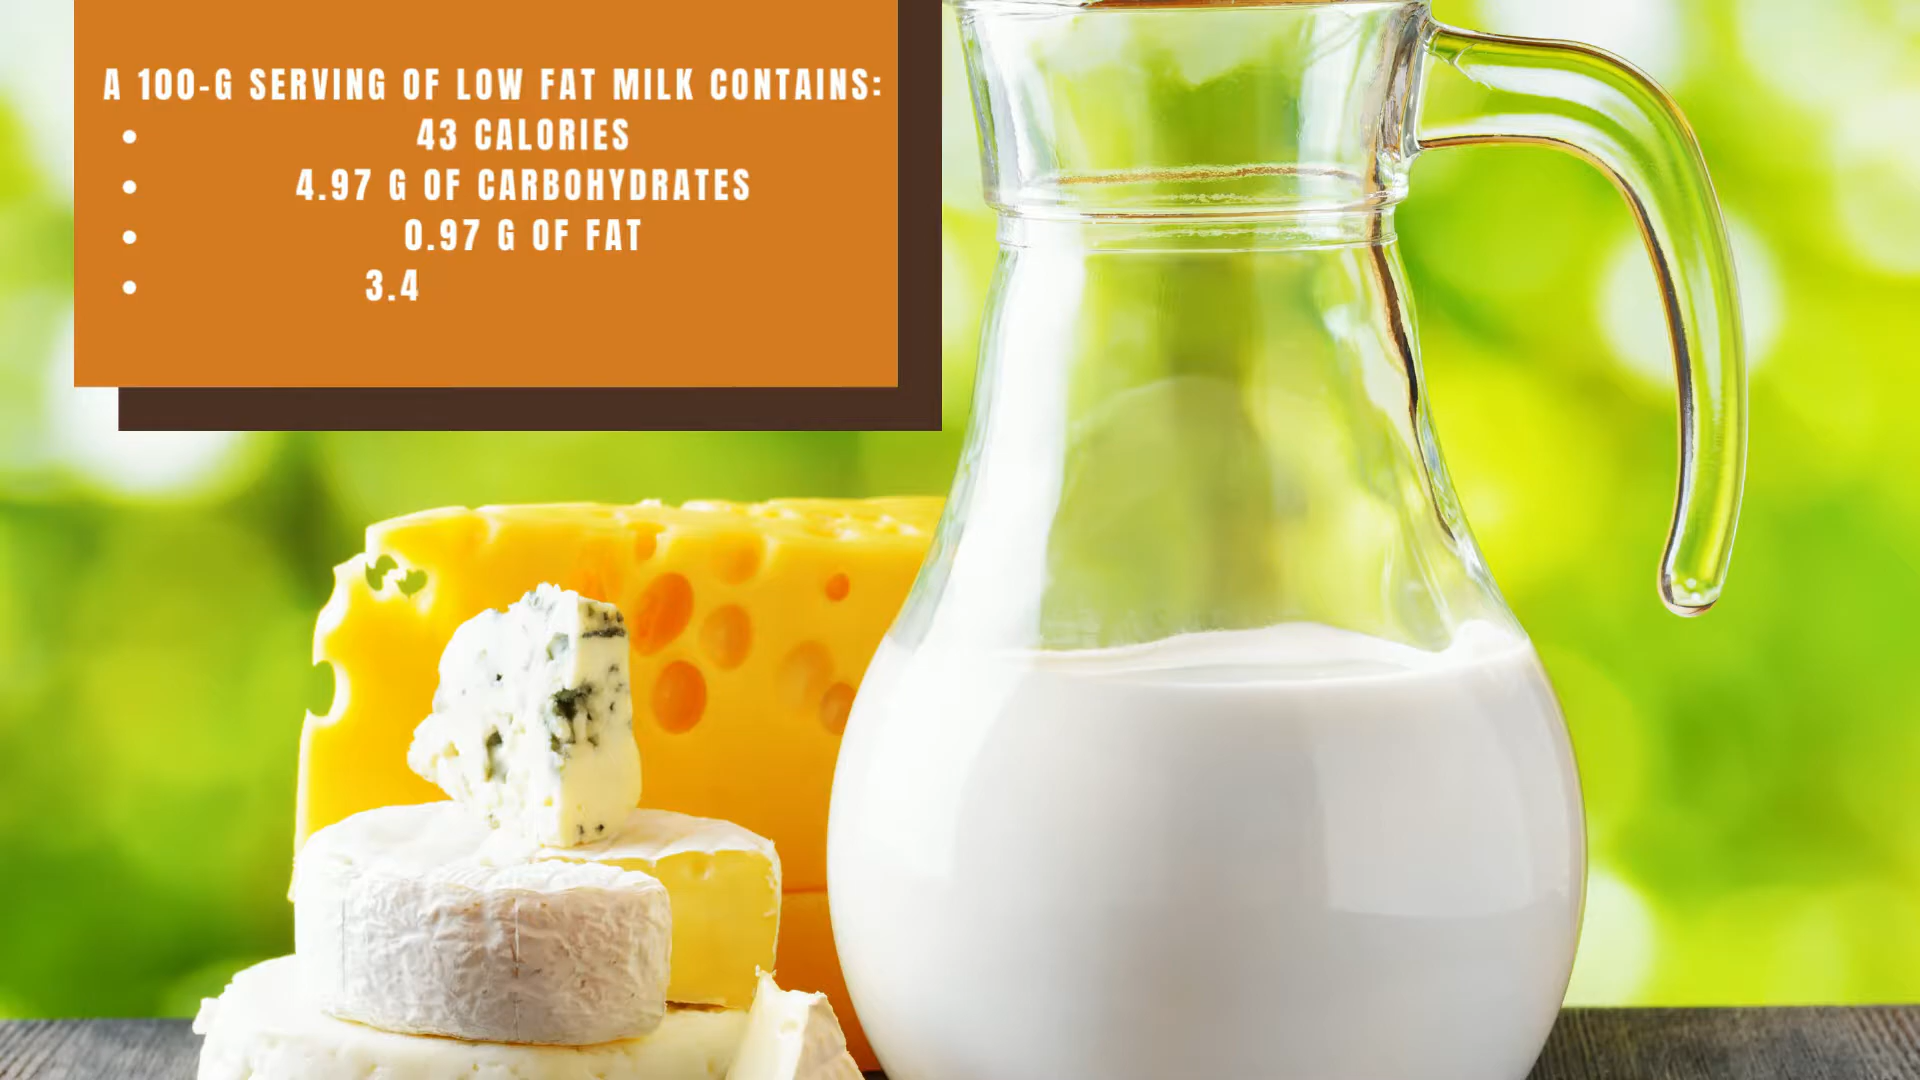 A 100-G SERVING OF LOW FAT MILK CONTAINS:
• 43 CALORIES
• 4.97 G OF CARBOHYDRATES
• 0.97 G OF FAT
• 3.4